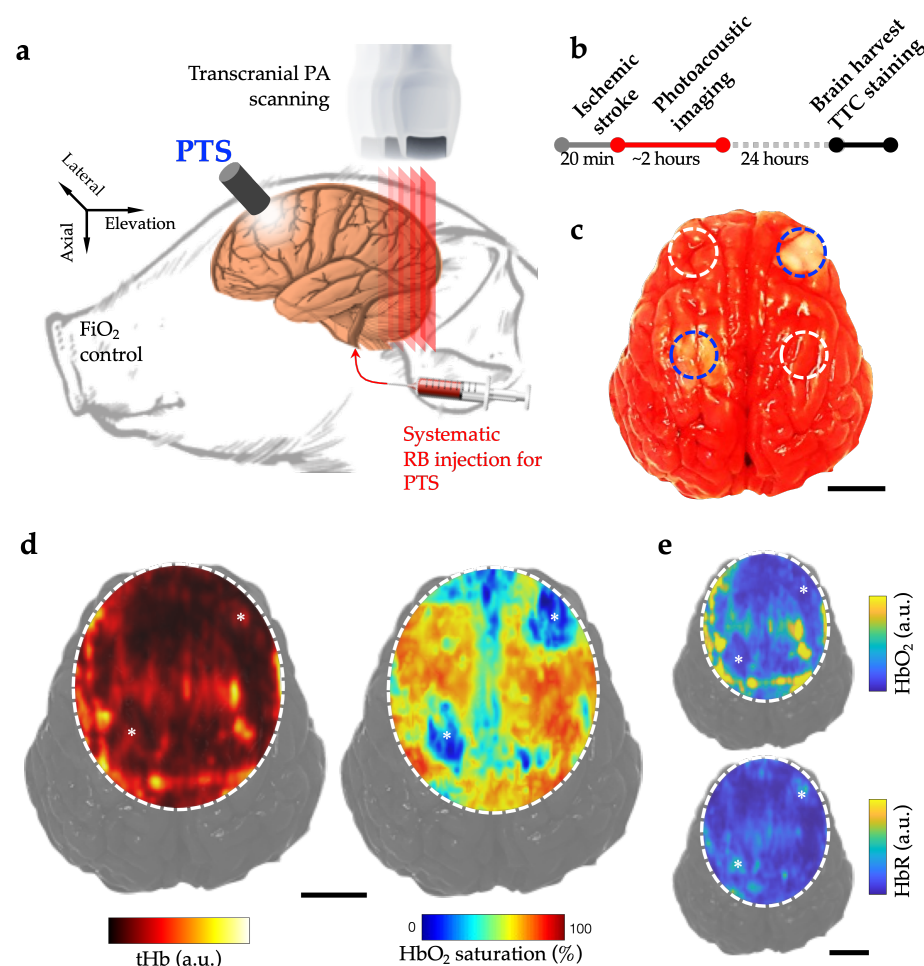 a
Transcranial PA
scanning
PTS
Lateral
Elevation
Axial
FiO₂
control
Systematic
RB injection for
PTS
b
Ischemic
stroke
Photoacoustic
imaging
Brain harvest
TTC staining
20 min
~2 hours
24 hours
c
d
tHb (a.u.)
0
100
HbO₂ saturation (%)
e
HbO₂ (a.u.)
HbR (a.u.)